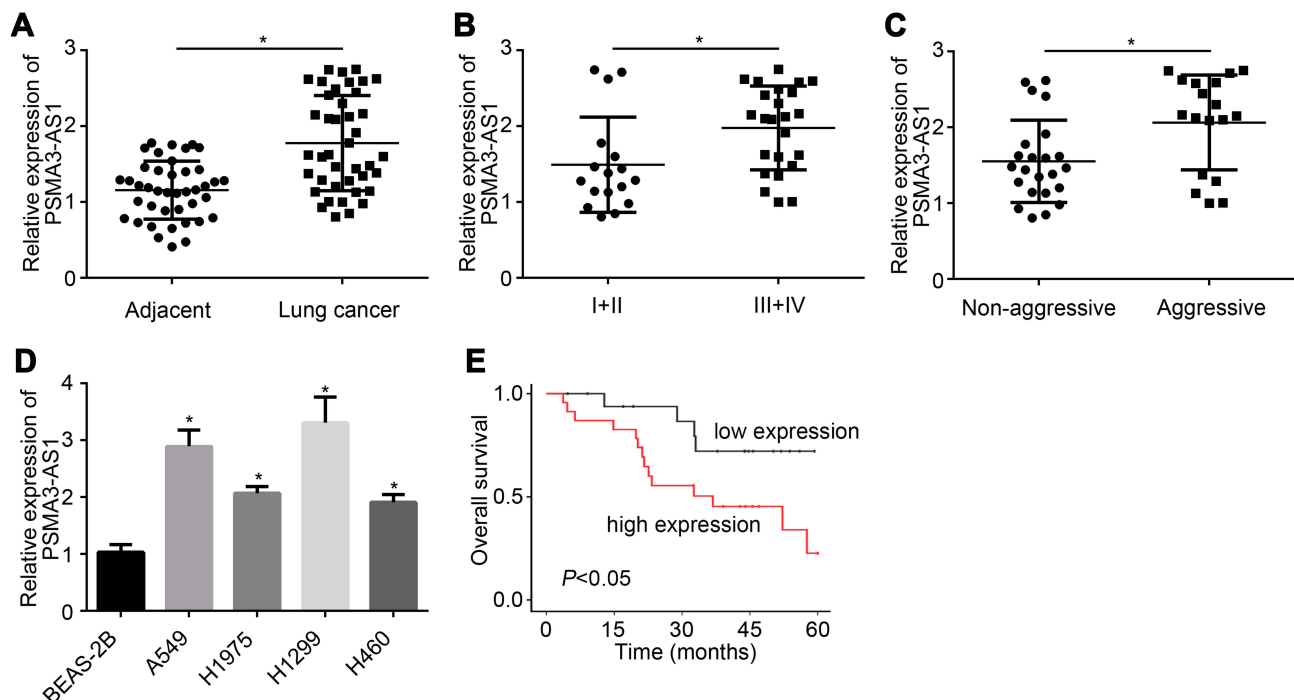 A
Relative expression of
PSMA3-AS1
3
2
1
0
*
Adjacent
Lung cancer
B
Relative expression of
PSMA3-AS1
3
2
1
0
*
I+II
III+IV
C
Relative expression of
PSMA3-AS1
3
2
1
0
*
Non-aggressive
Aggressive
D
Relative expression of
PSMA3-AS1
4
3
2
1
0
*
*
*
*
BEAS-2B
A549
H1975
H1299
H460
E
Overall survival
1.0
0.5
0.0
low expression
high expression
P<0.05
0
15
30
45
60
Time (months)